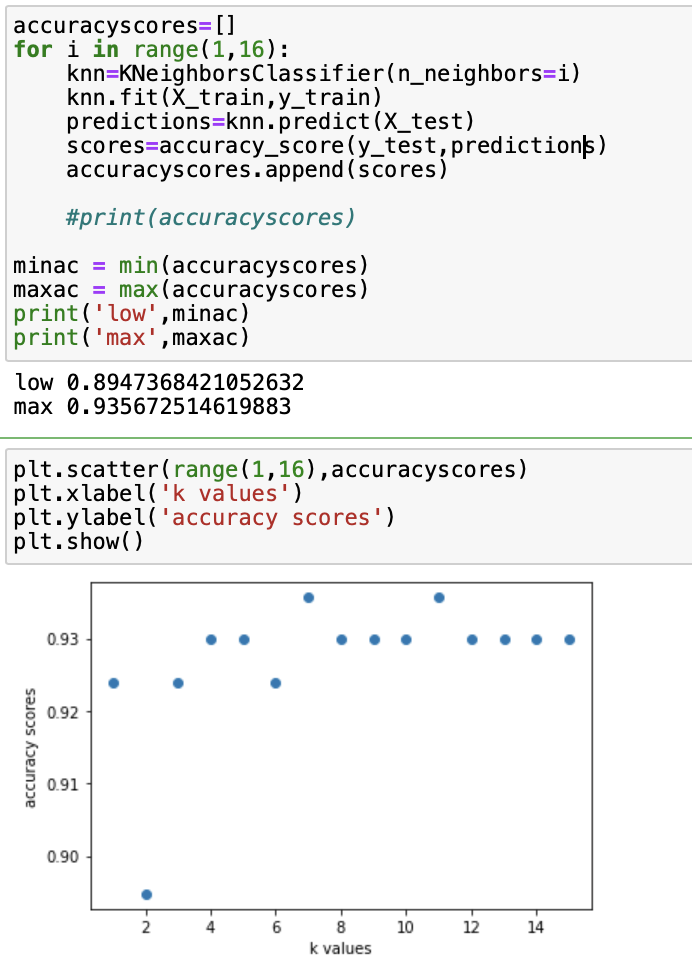 accuracyscores=[]
for i in range(1,16):
    knn=KNeighborsClassifier(n_neighbors=i)
    knn.fit(X_train,y_train)
    predictions=knn.predict(X_test)
    scores=accuracy_score(y_test,predictions)
    accuracyscores.append(scores)
    #print(accuracyscores)
minac = min(accuracyscores)
maxac = max(accuracyscores)
print('low',minac)
print('max',maxac)
low 0.8947368421052632
max 0.935672514619883
plt.scatter(range(1,16),accuracyscores)
plt.xlabel('k values')
plt.ylabel('accuracy scores')
plt.show()
0.93
0.92
0.91
0.90
accuracy scores
2 4 6 8 10 12 14
k values